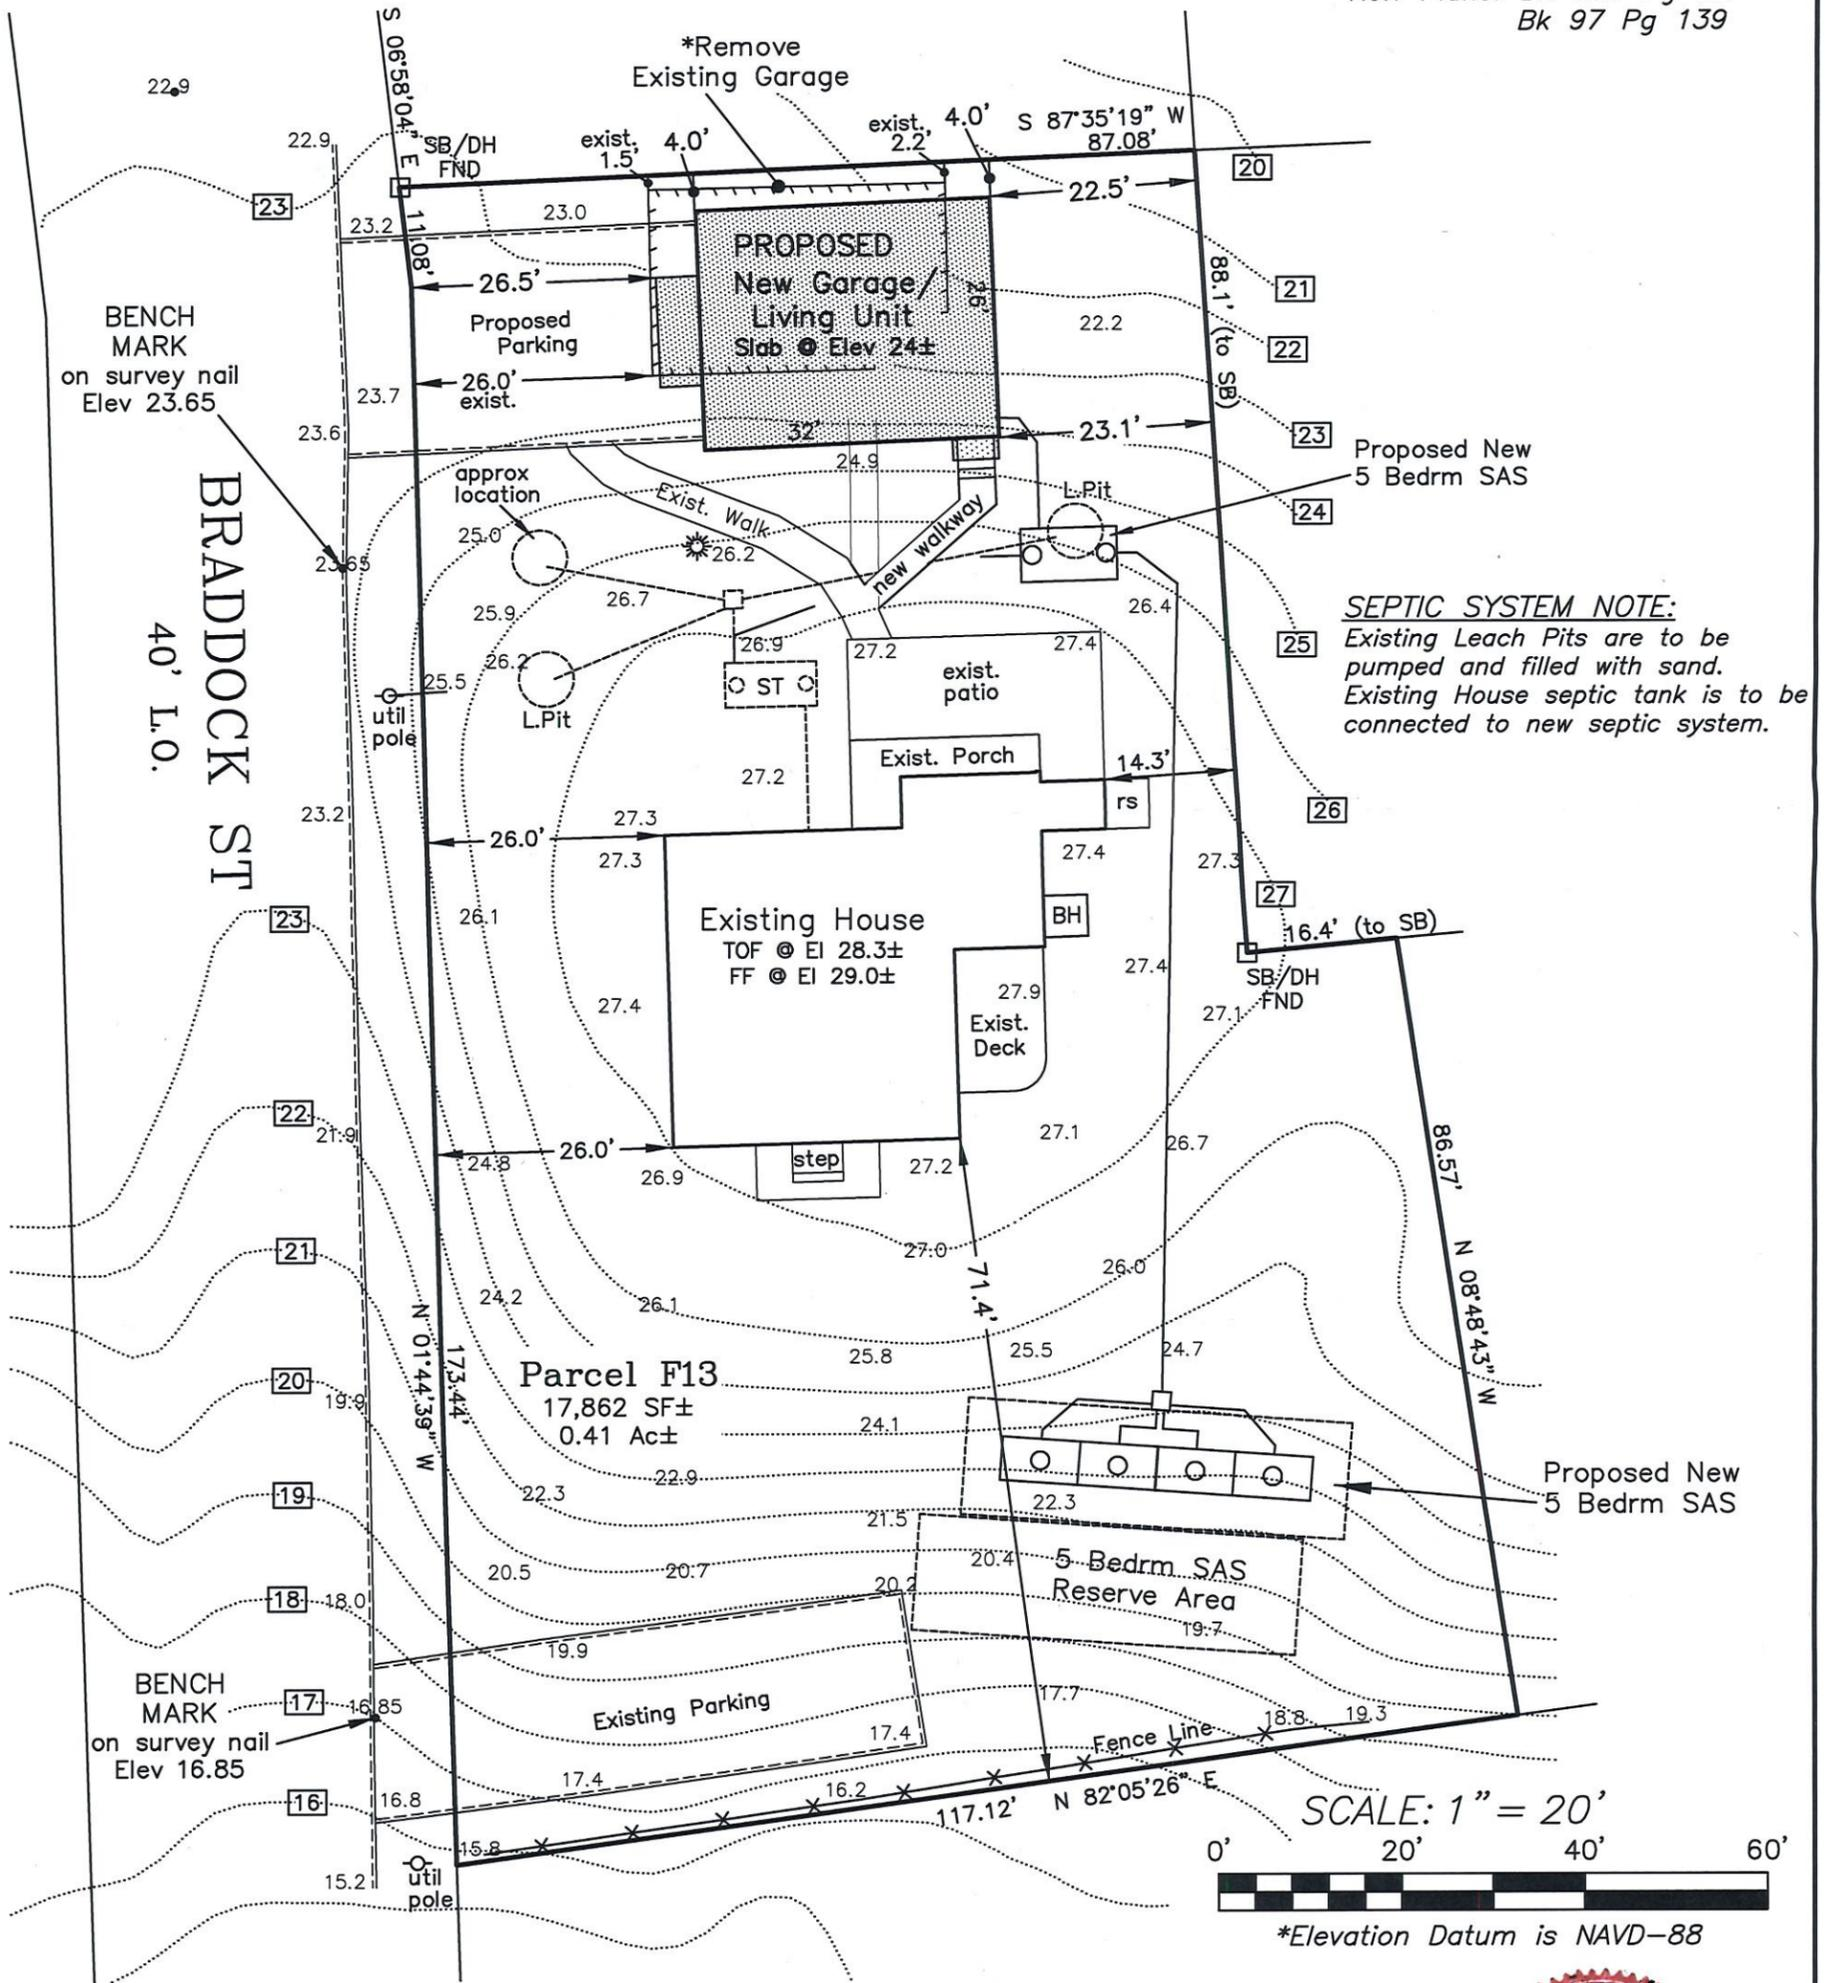 Bk 97 Pg 139
*Remove
Existing Garage
S 06°58'04" E
22.9
22.9
SB/DH
FND
exist.
1.5'
4.0'
exist.
2.2'
4.0'
S 87°35'19" W
87.08'
20
23
23.2
23.0
11.08'
22.5'
PROPOSED
New Garage/
Living Unit
Slab @ Elev 24±
26'
32'
26.5'
Proposed
Parking
26.0'
exist.
88.1' (to SB)
21
22.2
22
23
BENCH
MARK
on survey nail
Elev 23.65
23.7
23.6
23.1'
24.9
Proposed New
5 Bedrm SAS
24
approx
location
Exist. Walk
L.Pit
new walkway
25.0
26.2
23.65
BRADDOCK ST
40' L.O.
25.9
26.7
26.4
25
26.2
26.9
27.2
27.4
25.5
util
pole
L.Pit
ST
exist.
patio
SEPTIC SYSTEM NOTE:
Existing Leach Pits are to be
pumped and filled with sand.
Existing House septic tank is to be
connected to new septic system.
Exist. Porch
14.3'
27.2
rs
26
23.2
27.3
26.0'
27.3
27.4
27.3
27
23
26.1
Existing House
TOF @ El 28.3±
FF @ El 29.0±
BH
16.4' (to SB)
SB/DH
FND
27.4
27.4
27.9
Exist.
Deck
27.1
22
21.9
26.0'
24.8
26.9
step
27.2
27.1
26.7
86.57'
N 08°48'43" W
21
27.0
26.0
71.4'
24.2
26.1
N 01°44'39" W
173.44'
25.8
25.5
24.7
Parcel F13
17,862 SF±
0.41 Ac±
20
19.9
24.1
22.9
22.3
19
22.3
21.5
Proposed New
5 Bedrm SAS
20.5
20.7
20.4
20.2
5 Bedrm SAS
Reserve Area
19.7
18
18.0
19.9
BENCH
MARK
on survey nail
Elev 16.85
17
16.85
Existing Parking
17.7
17.4
18.8
19.3
Fence Line
17.4
16.2
16
16.8
117.12'
N 82°05'26" E
15.8
15.2
util
pole
SCALE: 1"= 20'
0'
20'
40'
60'
*Elevation Datum is NAVD-88